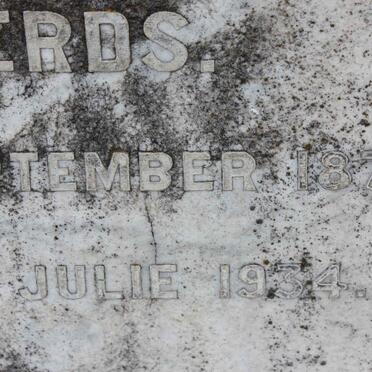 ERDS.
TEMBER 187
JULIE 1934.